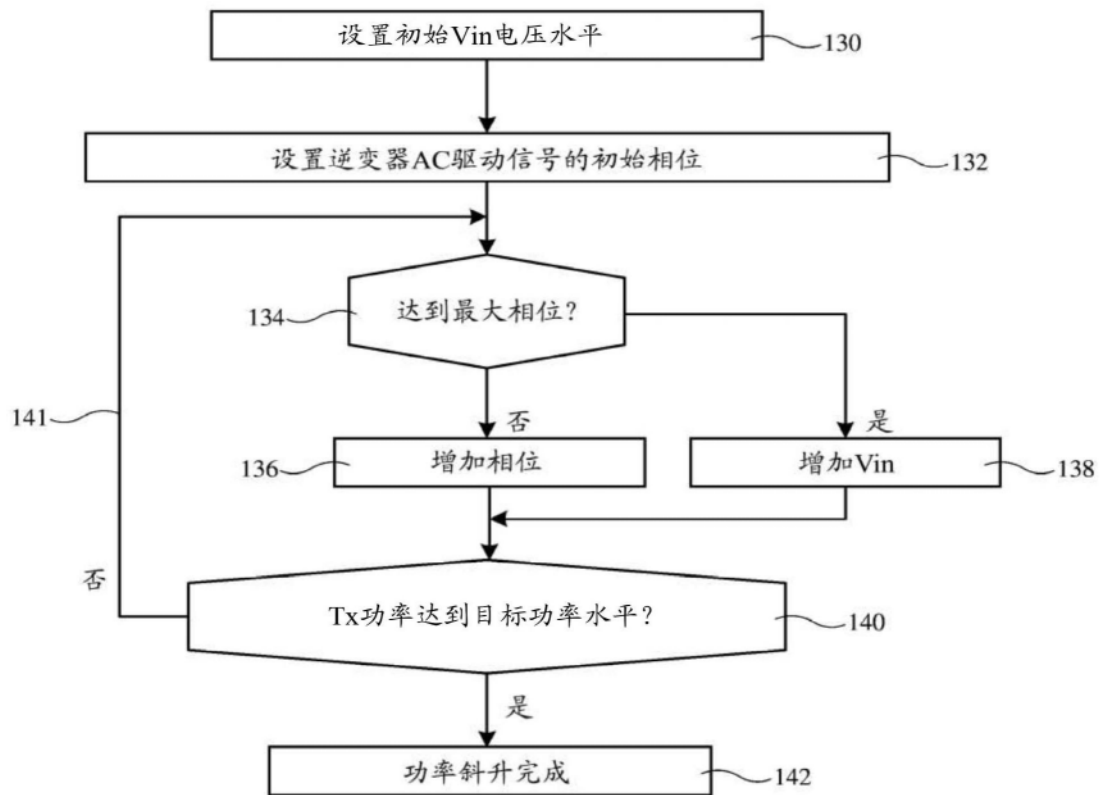 设置初始Vin电压水平
130
设置逆变器AC驱动信号的初始相位
132
达到最大相位?
134
141
否
是
增加相位
136
增加Vin
138
否
Tx功率达到目标功率水平?
140
是
功率斜升完成
142